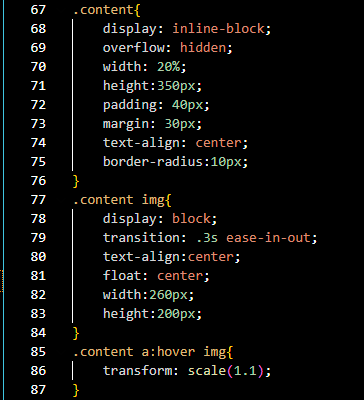 67 .content{
68 display: inline-block;
69 overflow: hidden;
70 width: 20%;
71 height:350px;
72 padding: 40px;
73 margin: 30px;
74 text-align: center;
75 border-radius:10px;
76 }
77 .content img{
78 display: block;
79 transition: .3s ease-in-out;
80 text-align:center;
81 float: center;
82 width:260px;
83 height:200px;
84 }
85 .content a:hover img{
86 transform: scale(1.1);
87 }